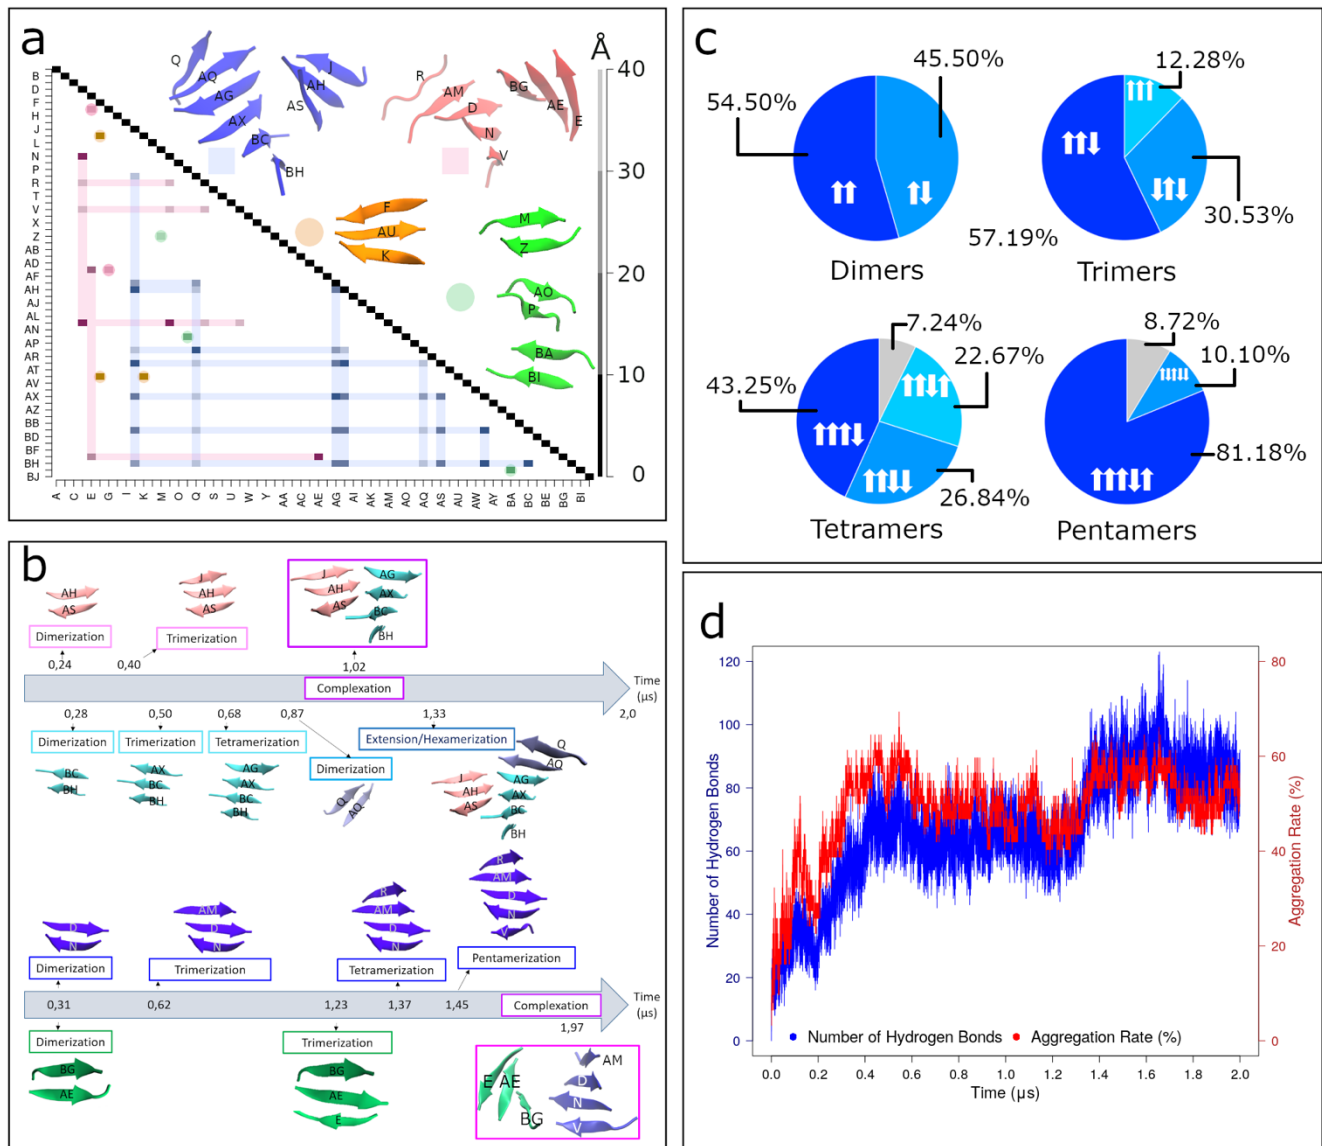 a
Å
Q
AQ
AG
AX
BC
BH
J
AH
AS
R
AM
D
N
V
BG
AE
E
F
AU
K
M
Z
AO
P
BA
BI
40
30
20
10
0
B
D
F
H
J
L
N
P
R
T
V
X
Z
AB
AD
AF
AH
AJ
AL
AN
AP
AR
AT
AV
AX
AZ
BB
BD
BF
BH
BJ
A C E G I K M O Q S U W Y AA AC AE AG AI AK AM AO AQ AS AU AW AY BA BC BE BG BI
b
AH
AS
Dimerization
0,24
J
AH
AS
Trimerization
0,40
J
AH
AS
AG
AX
BC
BH
1,02
Complexation
Time
(µs)
0,28 0,50 0,68 0,87 1,33 2,0
Dimerization
BC
BH
Trimerization
AX
BC
BH
Tetramerization
AG
AX
BC
BH
Dimerization
Q
AQ
Extension/Hexamerization
Q
AQ
J
AH
AS
AG
AX
BC
BH
D
N
Dimerization
AM
D
N
Trimerization
R
AM
D
N
Tetramerization
R
AM
D
N
V
Pentamerization
0,31 0,62 1,23 1,37 1,45
Complexation
1,97
Time
(µs)
Dimerization
BG
AE
Trimerization
BG
AE
E
E AE
BG
AM
D
N
V
c
54.50%
45.50%
Dimers
12.28%
30.53%
57.19%
Trimers
7.24%
22.67%
43.25%
26.84%
Tetramers
8.72%
10.10%
81.18%
Pentamers
d
Number of Hydrogen Bonds
120
100
80
60
40
20
0
Aggregation Rate (%)
80
60
40
20
0
Number of Hydrogen Bonds Aggregation Rate (%)
0.0 0.2 0.4 0.6 0.8 1.0 1.2 1.4 1.6 1.8 2.0
Time (µs)